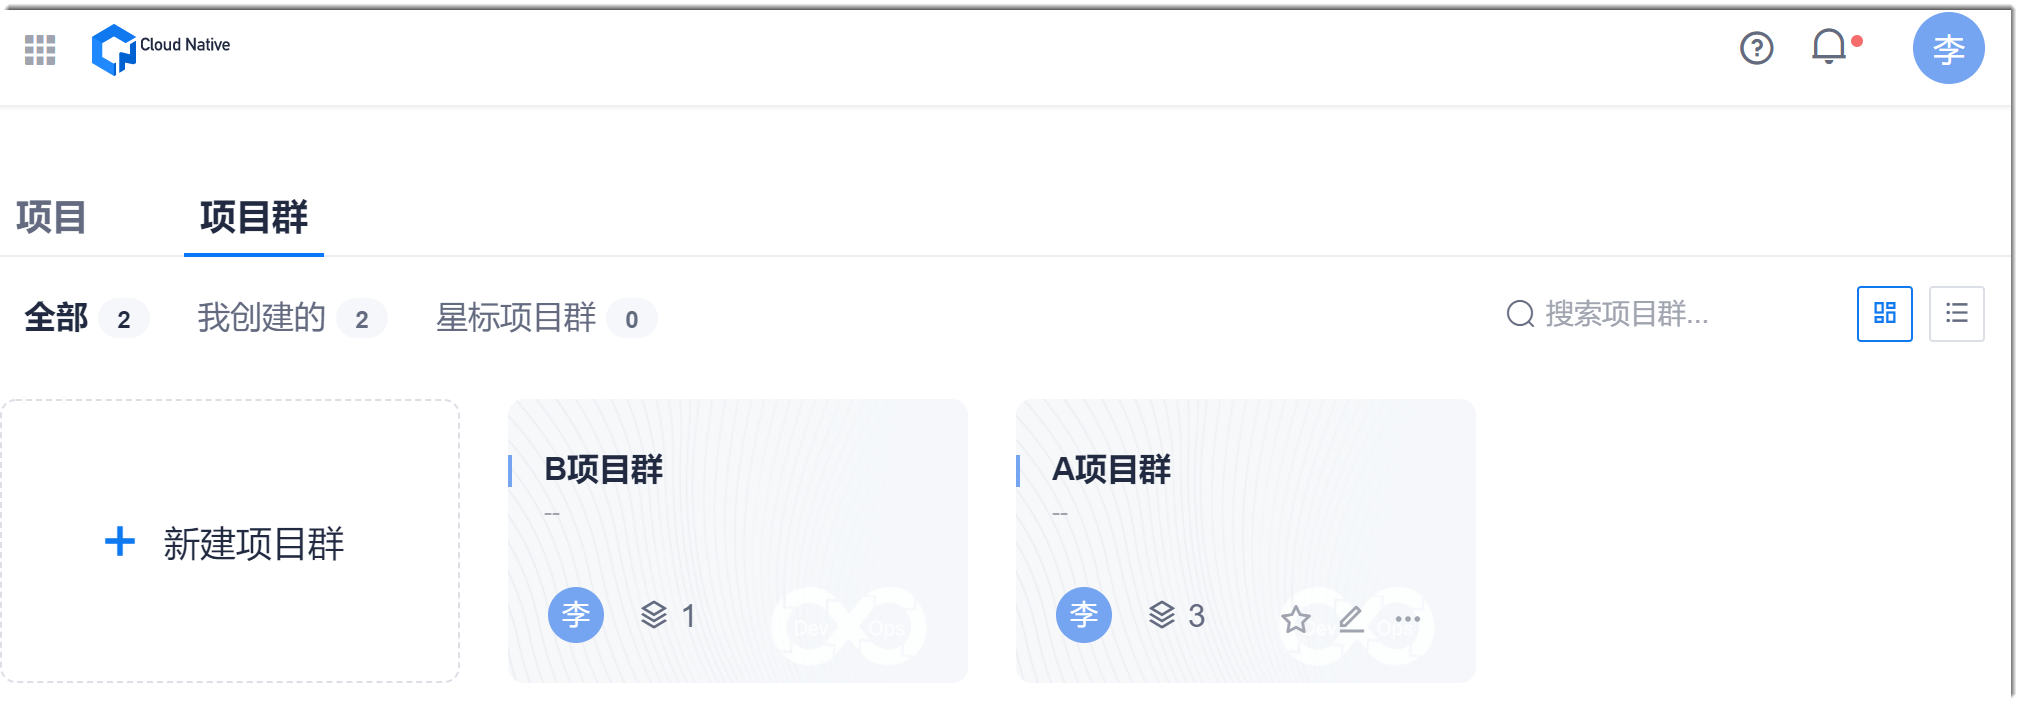 Cloud Native
?
李
项目 项目群
全部 2 我创建的 2 星标项目群 0 搜索项目群...
新建项目群
B项目群
--
李 1
Dev Ops
A项目群
--
李 3
Dev Ops